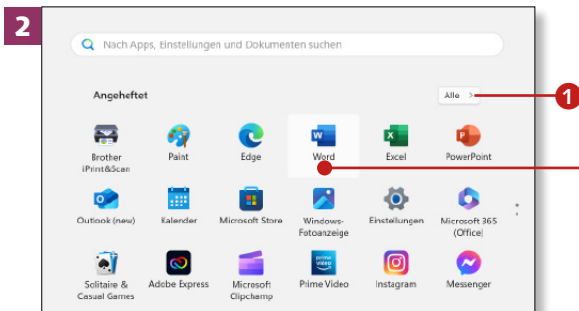 2
Nach Apps, Einstellungen und Dokumenten suchen
Angeheftet
Alle >
1
Brother iPrint&Scan
Paint
Edge
Word
Excel
PowerPoint
Outlook (new)
Kalender
Microsoft Store
Windows-Fotoanzeige
Einstellungen
Microsoft 365 (Office)
Solitaire & Casual Games
Adobe Express
Microsoft Clipchamp
Prime Video
Instagram
Messenger